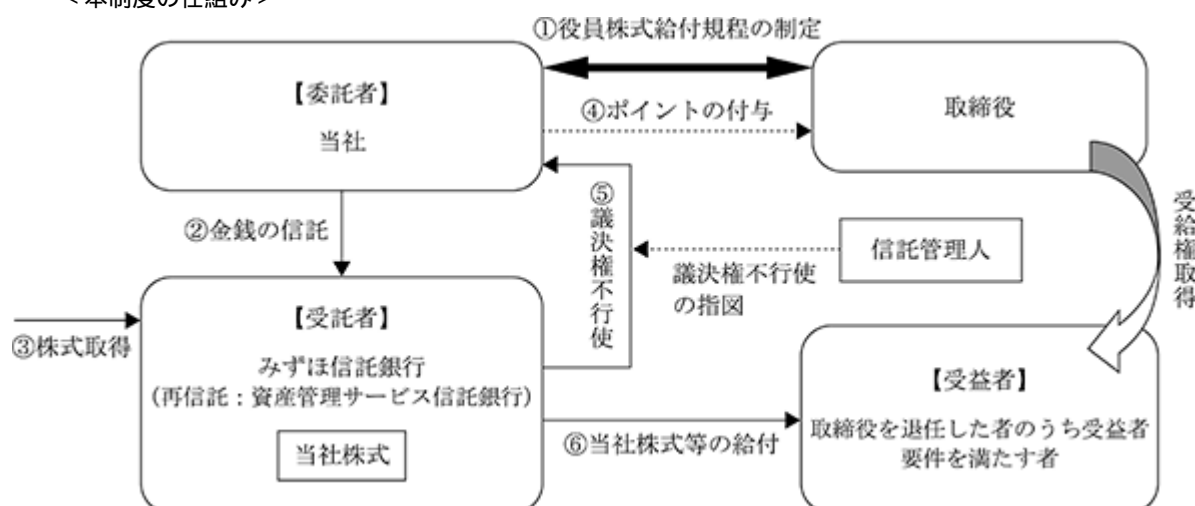 <本制度の仕組み>
①役員株式給付規程の制定
【委託者】
当社
④ポイントの付与
取締役
②金銭の信託
⑤議決権不行使
議決権不行使
の指図
信託管理人
受給権取得
③株式取得
【受託者】
みずほ信託銀行
(再信託:資産管理サービス信託銀行)
当社株式
⑥当社株式等の給付
【受益者】
取締役を退任した者のうち受益者
要件を満たす者